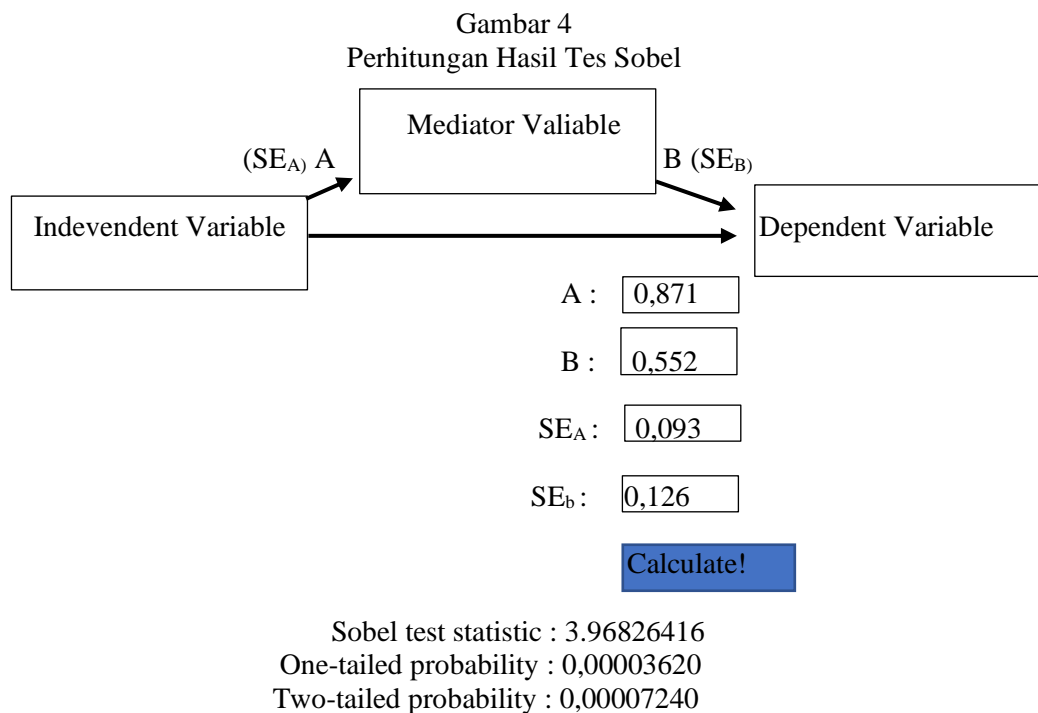 Gambar 4
Perhitungan Hasil Tes Sobel
Mediator Valiable
(SEA) A
B (SEB)
Indevendent Variable
Dependent Variable
A : 0,871
B : 0,552
SEA : 0,093
SEb : 0,126
Calculate!
Sobel test statistic : 3.96826416
One-tailed probability : 0,00003620
Two-tailed probability : 0,00007240